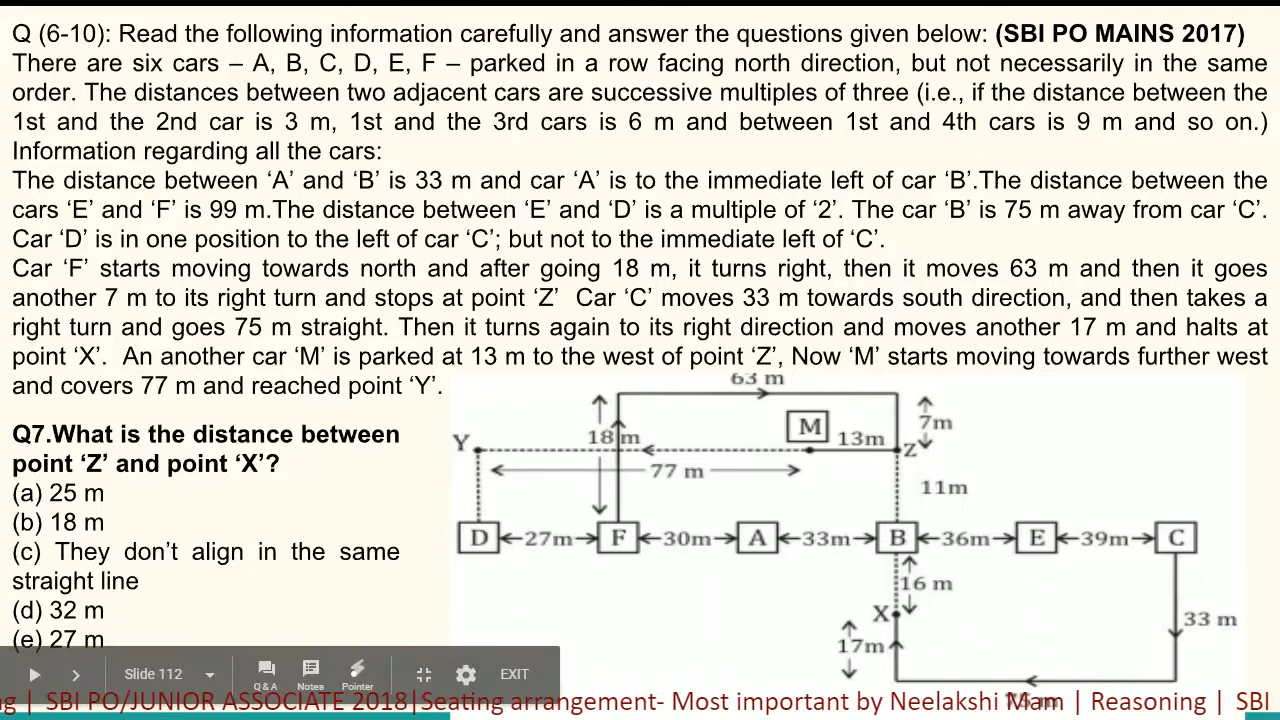 Q (6-10): Read the following information carefully and answer the questions given below: (SBI PO MAINS 2017)
There are six cars – A, B, C, D, E, F – parked in a row facing north direction, but not necessarily in the same
order. The distances between two adjacent cars are successive multiples of three (i.e., if the distance between the
1st and the 2nd car is 3 m, 1st and the 3rd cars is 6 m and between 1st and 4th cars is 9 m and so on.)
Information regarding all the cars:
The distance between ‘A’ and ‘B’ is 33 m and car ‘A’ is to the immediate left of car ‘B’.The distance between the
cars ‘E’ and ‘F’ is 99 m.The distance between ‘E’ and ‘D’ is a multiple of ‘2’. The car ‘B’ is 75 m away from car ‘C’.
Car ‘D’ is in one position to the left of car ‘C’; but not to the immediate left of ‘C’.
Car ‘F’ starts moving towards north and after going 18 m, it turns right, then it moves 63 m and then it goes
another 7 m to its right turn and stops at point ‘Z’ Car ‘C’ moves 33 m towards south direction, and then takes a
right turn and goes 75 m straight. Then it turns again to its right direction and moves another 17 m and halts at
point ‘X’. An another car ‘M’ is parked at 13 m to the west of point ‘Z’, Now ‘M’ starts moving towards further west
and covers 77 m and reached point ‘Y’.
63 m
Q7.What is the distance between
point ‘Z’ and point ‘X’?
(a) 25 m
(b) 18 m
(c) They don’t align in the same
straight line
(d) 32 m
(e) 27 m
M
7m
Y
18 m
13m
Z
77 m
11m
D
27m
F
30m
A
33m
B
36m
E
39m
C
16 m
X
33 m
17m
Slide 112
Q & A
Notes
Pointer
EXIT
ng | SBI PO/JUNIOR ASSOCIATE 2018|Seating arrangement- Most important by Neelakshi Mam | Reasoning | SBI